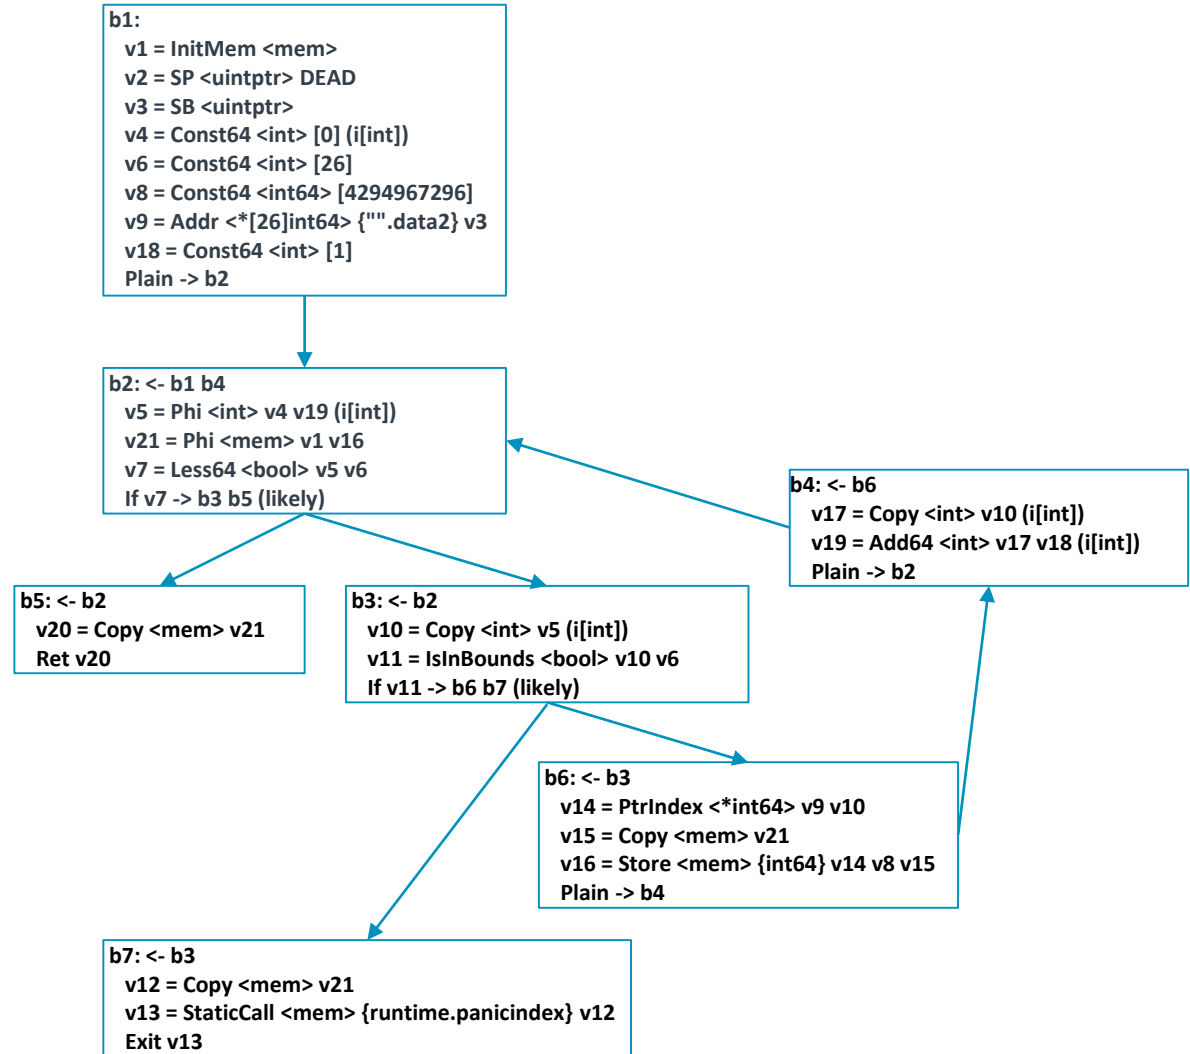 b1:
v1 = InitMem <mem>
v2 = SP <uintptr> DEAD
v3 = SB <uintptr>
v4 = Const64 <int> [0] (i[int])
v6 = Const64 <int> [26]
v8 = Const64 <int64> [4294967296]
v9 = Addr <*[26]int64> {"".data2} v3
v18 = Const64 <int> [1]
Plain -> b2
b2: <- b1 b4
v5 = Phi <int> v4 v19 (i[int])
v21 = Phi <mem> v1 v16
v7 = Less64 <bool> v5 v6
If v7 -> b3 b5 (likely)
b4: <- b6
v17 = Copy <int> v10 (i[int])
v19 = Add64 <int> v17 v18 (i[int])
Plain -> b2
b5: <- b2
v20 = Copy <mem> v21
Ret v20
b3: <- b2
v10 = Copy <int> v5 (i[int])
v11 = IsInBounds <bool> v10 v6
If v11 -> b6 b7 (likely)
b6: <- b3
v14 = PtrIndex <*int64> v9 v10
v15 = Copy <mem> v21
v16 = Store <mem> {int64} v14 v8 v15
Plain -> b4
b7: <- b3
v12 = Copy <mem> v21
v13 = StaticCall <mem> {runtime.panicindex} v12
Exit v13